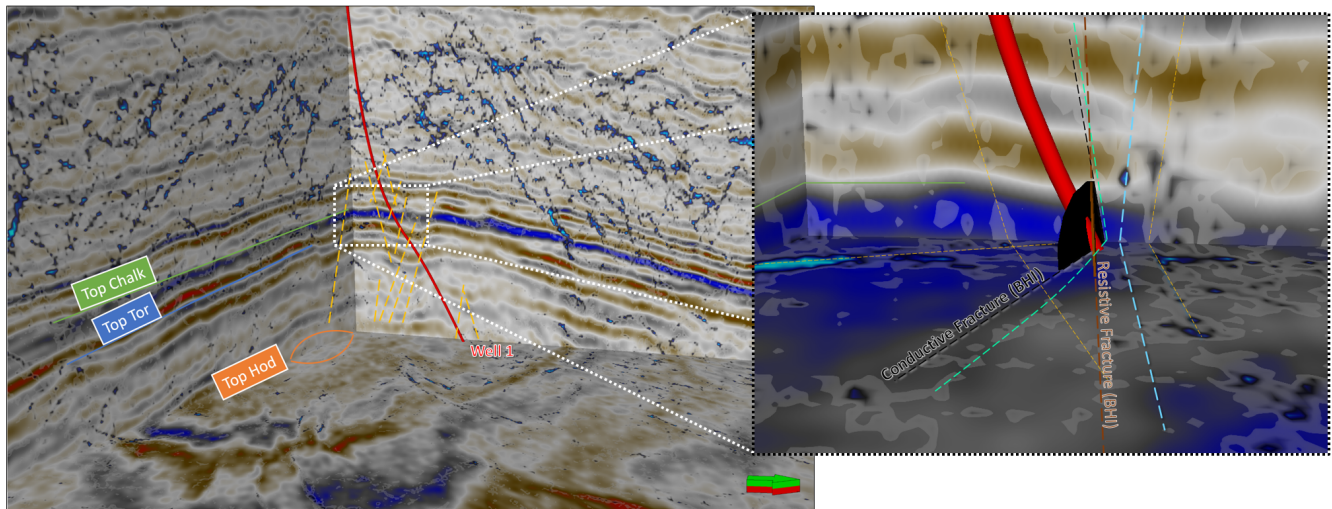 Top Chalk
Top Tor
Top Hod
Well 1
Conductive Fracture (BHI)
Resistive Fracture (BHI)